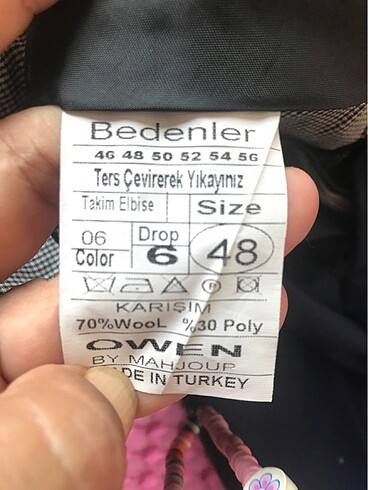 Bedenler
46 48 50 52 54 56
Ters Çevirerek Yıkayınız
Takim Elbise Size
06 Drop
Color 6 48
KARIŞIM
70%WooL %30 Poly
OWEN
BY MAHJOUP
DE IN TURKEY